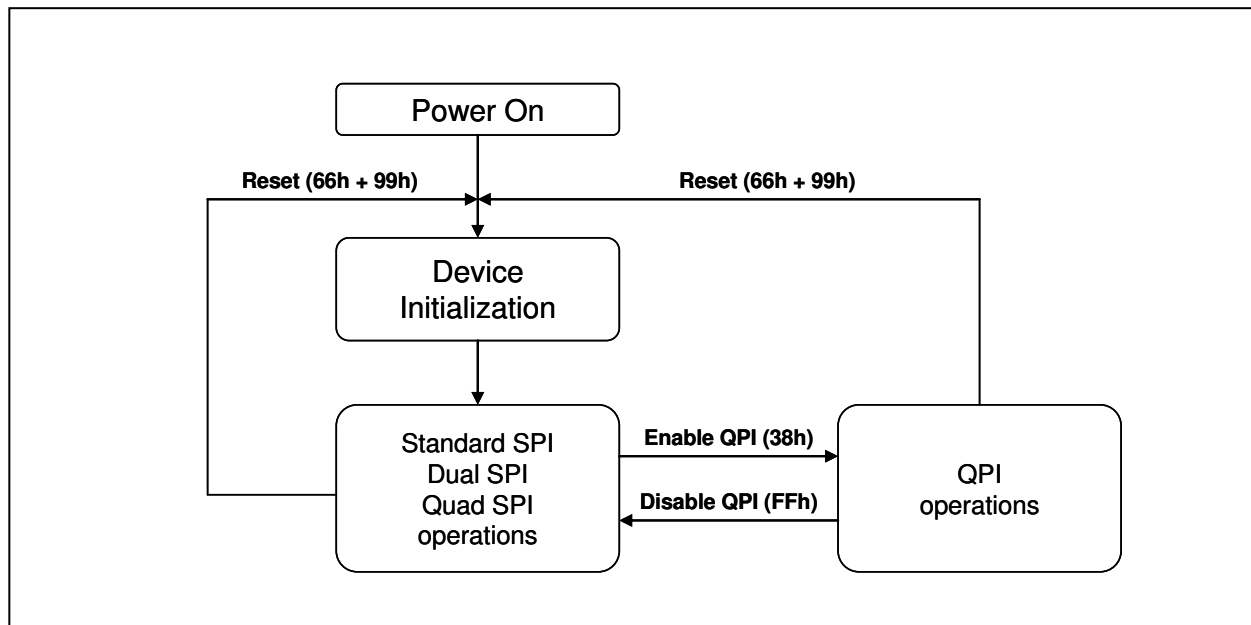 Power On
Reset (66h + 99h)
Reset (66h + 99h)
Device
Initialization
Standard SPI
Dual SPI
Quad SPI
operations
Enable QPI (38h)
Disable QPI (FFh)
QPI
operations